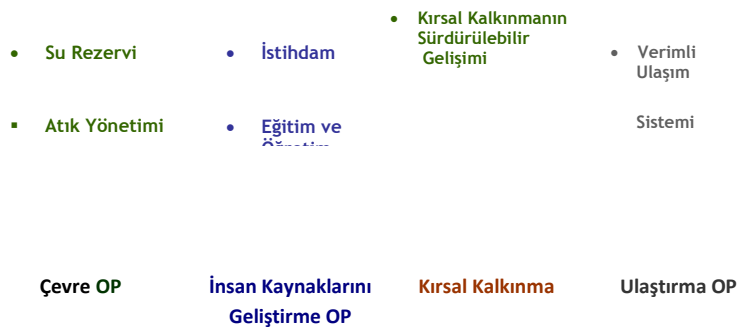 • Su Rezervi
▪ Atık Yönetimi
• İstihdam
• Eğitim ve
• Kırsal Kalkınmanın
Sürdürülebilir
Gelişimi
• Verimli
Ulaşım
Sistemi
Çevre OP
İnsan Kaynaklarını
Geliştirme OP
Kırsal Kalkınma
Ulaştırma OP